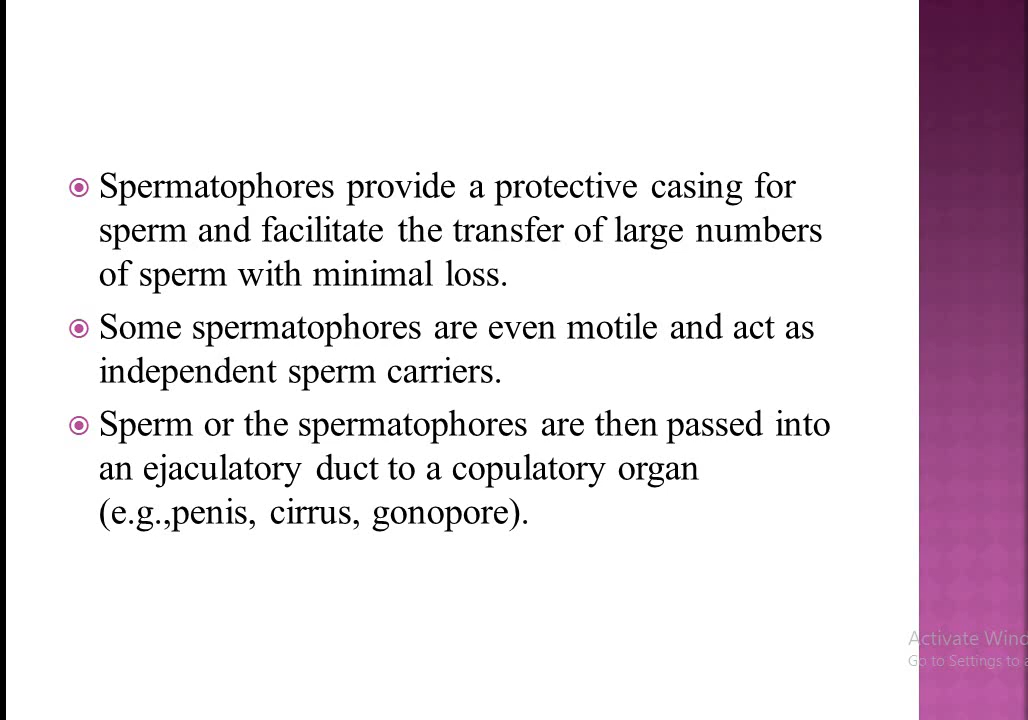 Spermatophores provide a protective casing for
sperm and facilitate the transfer of large numbers
of sperm with minimal loss.
Some spermatophores are even motile and act as
independent sperm carriers.
Sperm or the spermatophores are then passed into
an ejaculatory duct to a copulatory organ
(e.g.,penis, cirrus, gonopore).
Activate Wind
Go to Settings to a